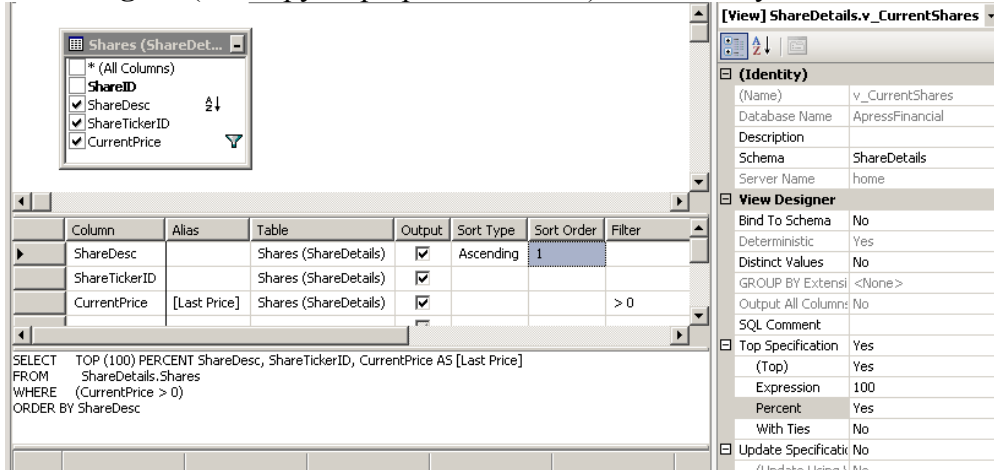 [View] ShareDetails.v_CurrentShares
Shares (ShareDet...
* (All Columns)
ShareID
ShareDesc
ShareTickerID
CurrentPrice
(Identity)
(Name) v_CurrentShares
Database Name ApressFinancial
Description
Schema ShareDetails
Server Name home
View Designer
Bind To Schema No
Deterministic Yes
Distinct Values No
GROUP BY Extensi <None>
Output All Columns No
SQL Comment
Top Specification Yes
(Top) Yes
Expression 100
Percent Yes
With Ties No
Update Specificatic No
Column Alias Table Output Sort Type Sort Order Filter
ShareDesc Shares (ShareDetails) Ascending 1
ShareTickerID Shares (ShareDetails)
CurrentPrice [Last Price] Shares (ShareDetails) > 0
SELECT TOP (100) PERCENT ShareDesc, ShareTickerID, CurrentPrice AS [Last Price]
FROM ShareDetails.Shares
WHERE (CurrentPrice > 0)
ORDER BY ShareDesc